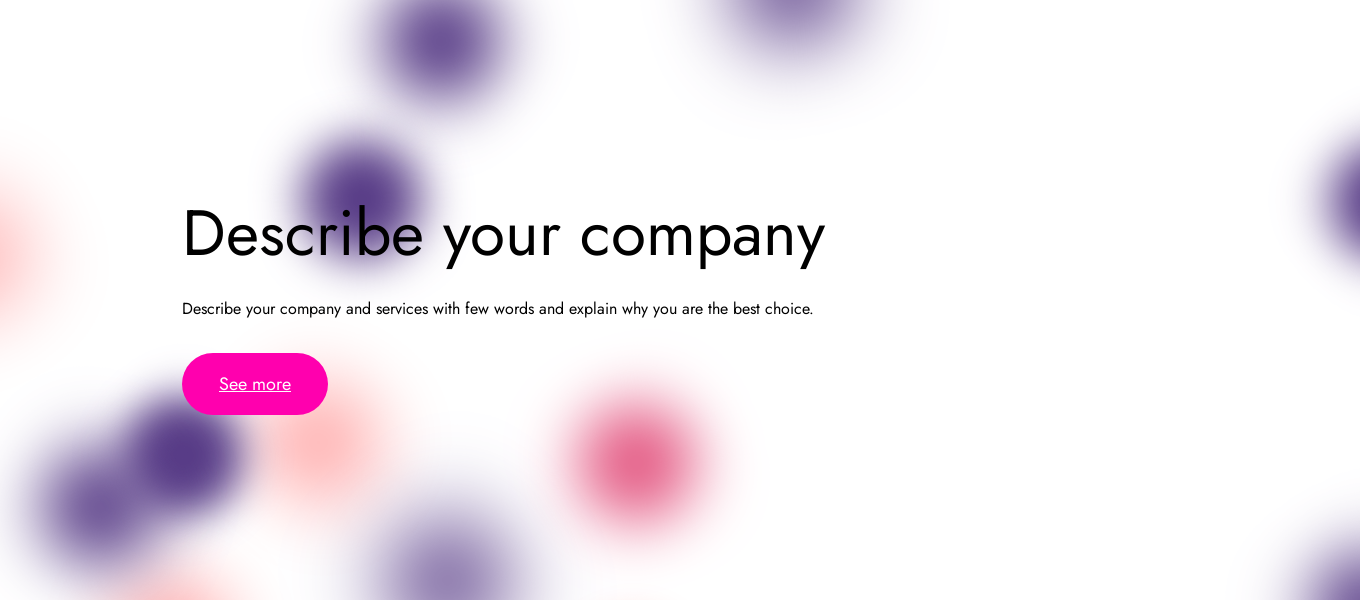 Describe your company
Describe your company and services with few words and explain why you are the best choice.
See more